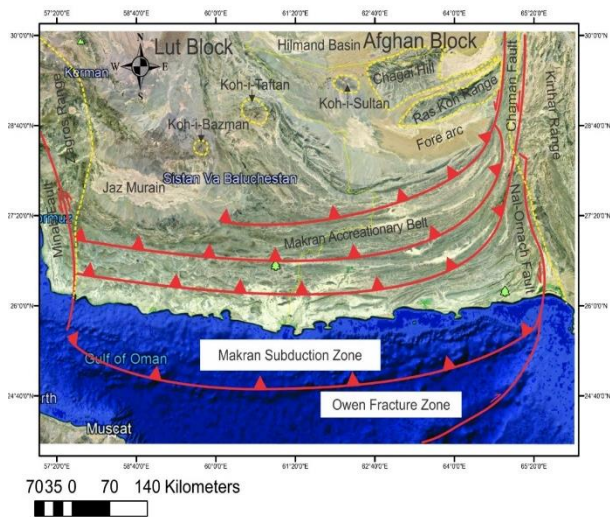 57°20'0"E 58°40'0"E 60°0'0"E 61°20'0"E 62°40'0"E 64°0'0"E 65°20'0"E
30°0'0"N 30°0'0"N
N
W E
S
Lut Block
Hilmand Basin
Afghan Block
Kerman
Koh-i-Taftan
Chagai Hill
Koh-i-Sultan
Ras Koh Range
Chaman Fault
Kirthar Range
Zagros Range
28°40'0"N 28°40'0"N
Koh-i-Bazman
Fore arc
Sistan Va Baluchestan
Jaz Murain
Minab Fault
27°20'0"N 27°20'0"N
Makran Accreationary Belt
Nal-Ornach Fault
26°0'0"N 26°0'0"N
Gulf of Oman
Makran Subduction Zone
24°40'0"N 24°40'0"N
rth
Owen Fracture Zone
Muscat
57°20'0"E 58°40'0"E 60°0'0"E 61°20'0"E 62°40'0"E 64°0'0"E 65°20'0"E
70 35 0 70 140 Kilometers